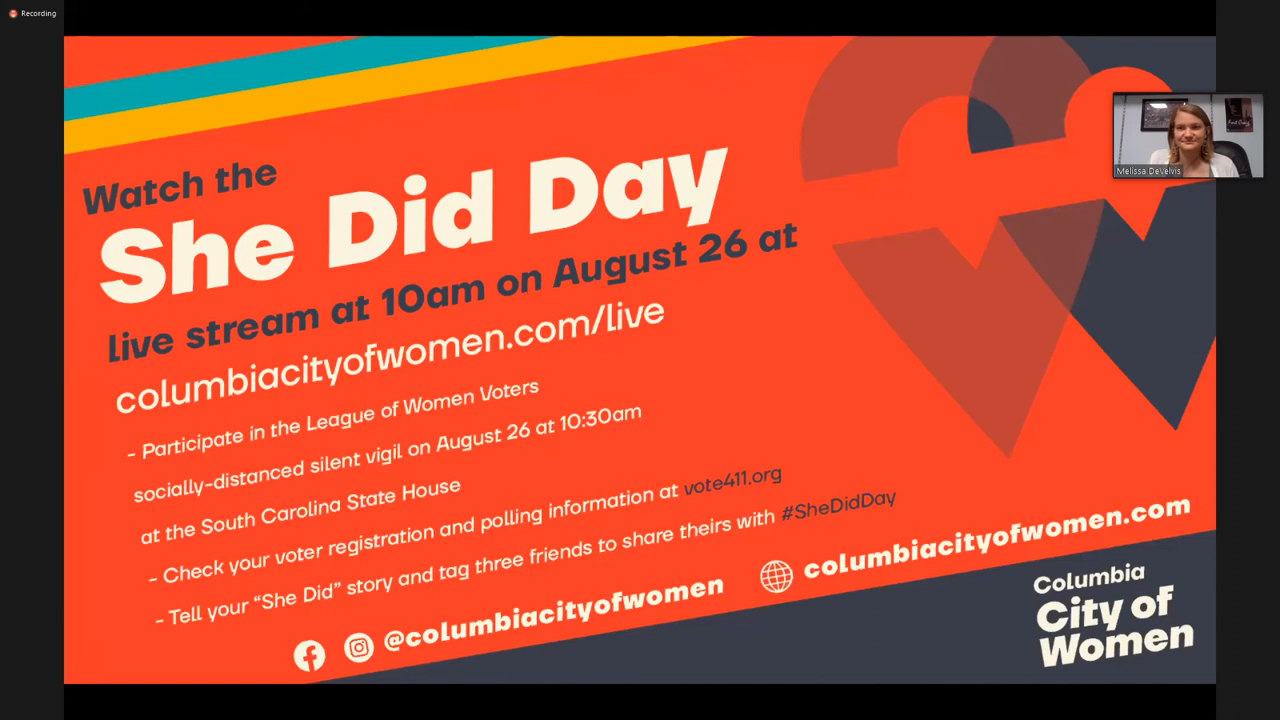 Recording
Watch the
She Did Day
live stream at 10am on August 26 at
columbiacityofwomen.com/live
- Participate in the League of Women Voters
socially-distanced silent vigil on August 26 at 10:30am
at the South Carolina State House
- Check your voter registration and polling information at vote411.org
- Tell your “She Did” story and tag three friends to share theirs with #SheDidDay
@columbiacityofwomen
columbiacityofwomen.com
Columbia
City of
Women
Melissa DeVelvis